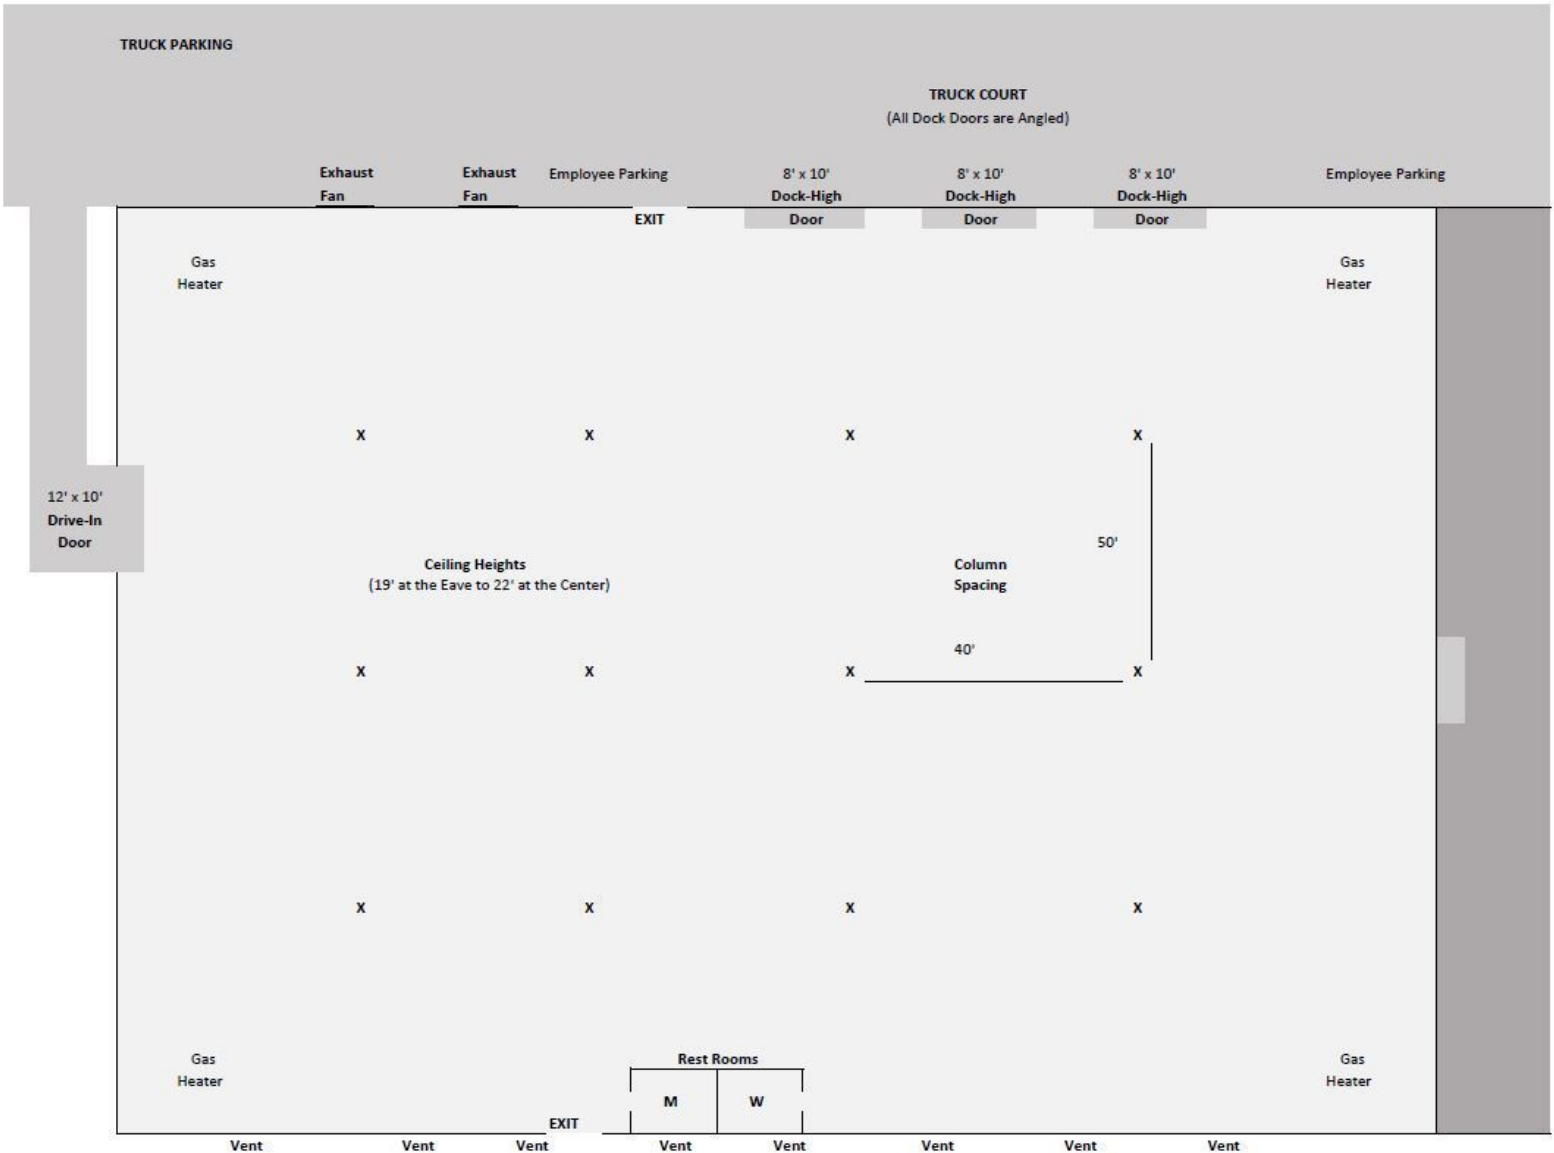 TRUCK PARKING
TRUCK COURT
(All Dock Doors are Angled)
Exhaust
Fan
Exhaust
Fan
Employee Parking
8' x 10'
Dock-High
Door
8' x 10'
Dock-High
Door
8' x 10'
Dock-High
Door
Employee Parking
EXIT
Gas
Heater
Gas
Heater
X X X X
12' x 10'
Drive-In
Door
Ceiling Heights
(19' at the Eave to 22' at the Center)
Column
Spacing
50'
40'
X X X X
X X X X
Gas
Heater
Rest Rooms
M W
Gas
Heater
EXIT
Vent Vent Vent Vent Vent Vent Vent Vent